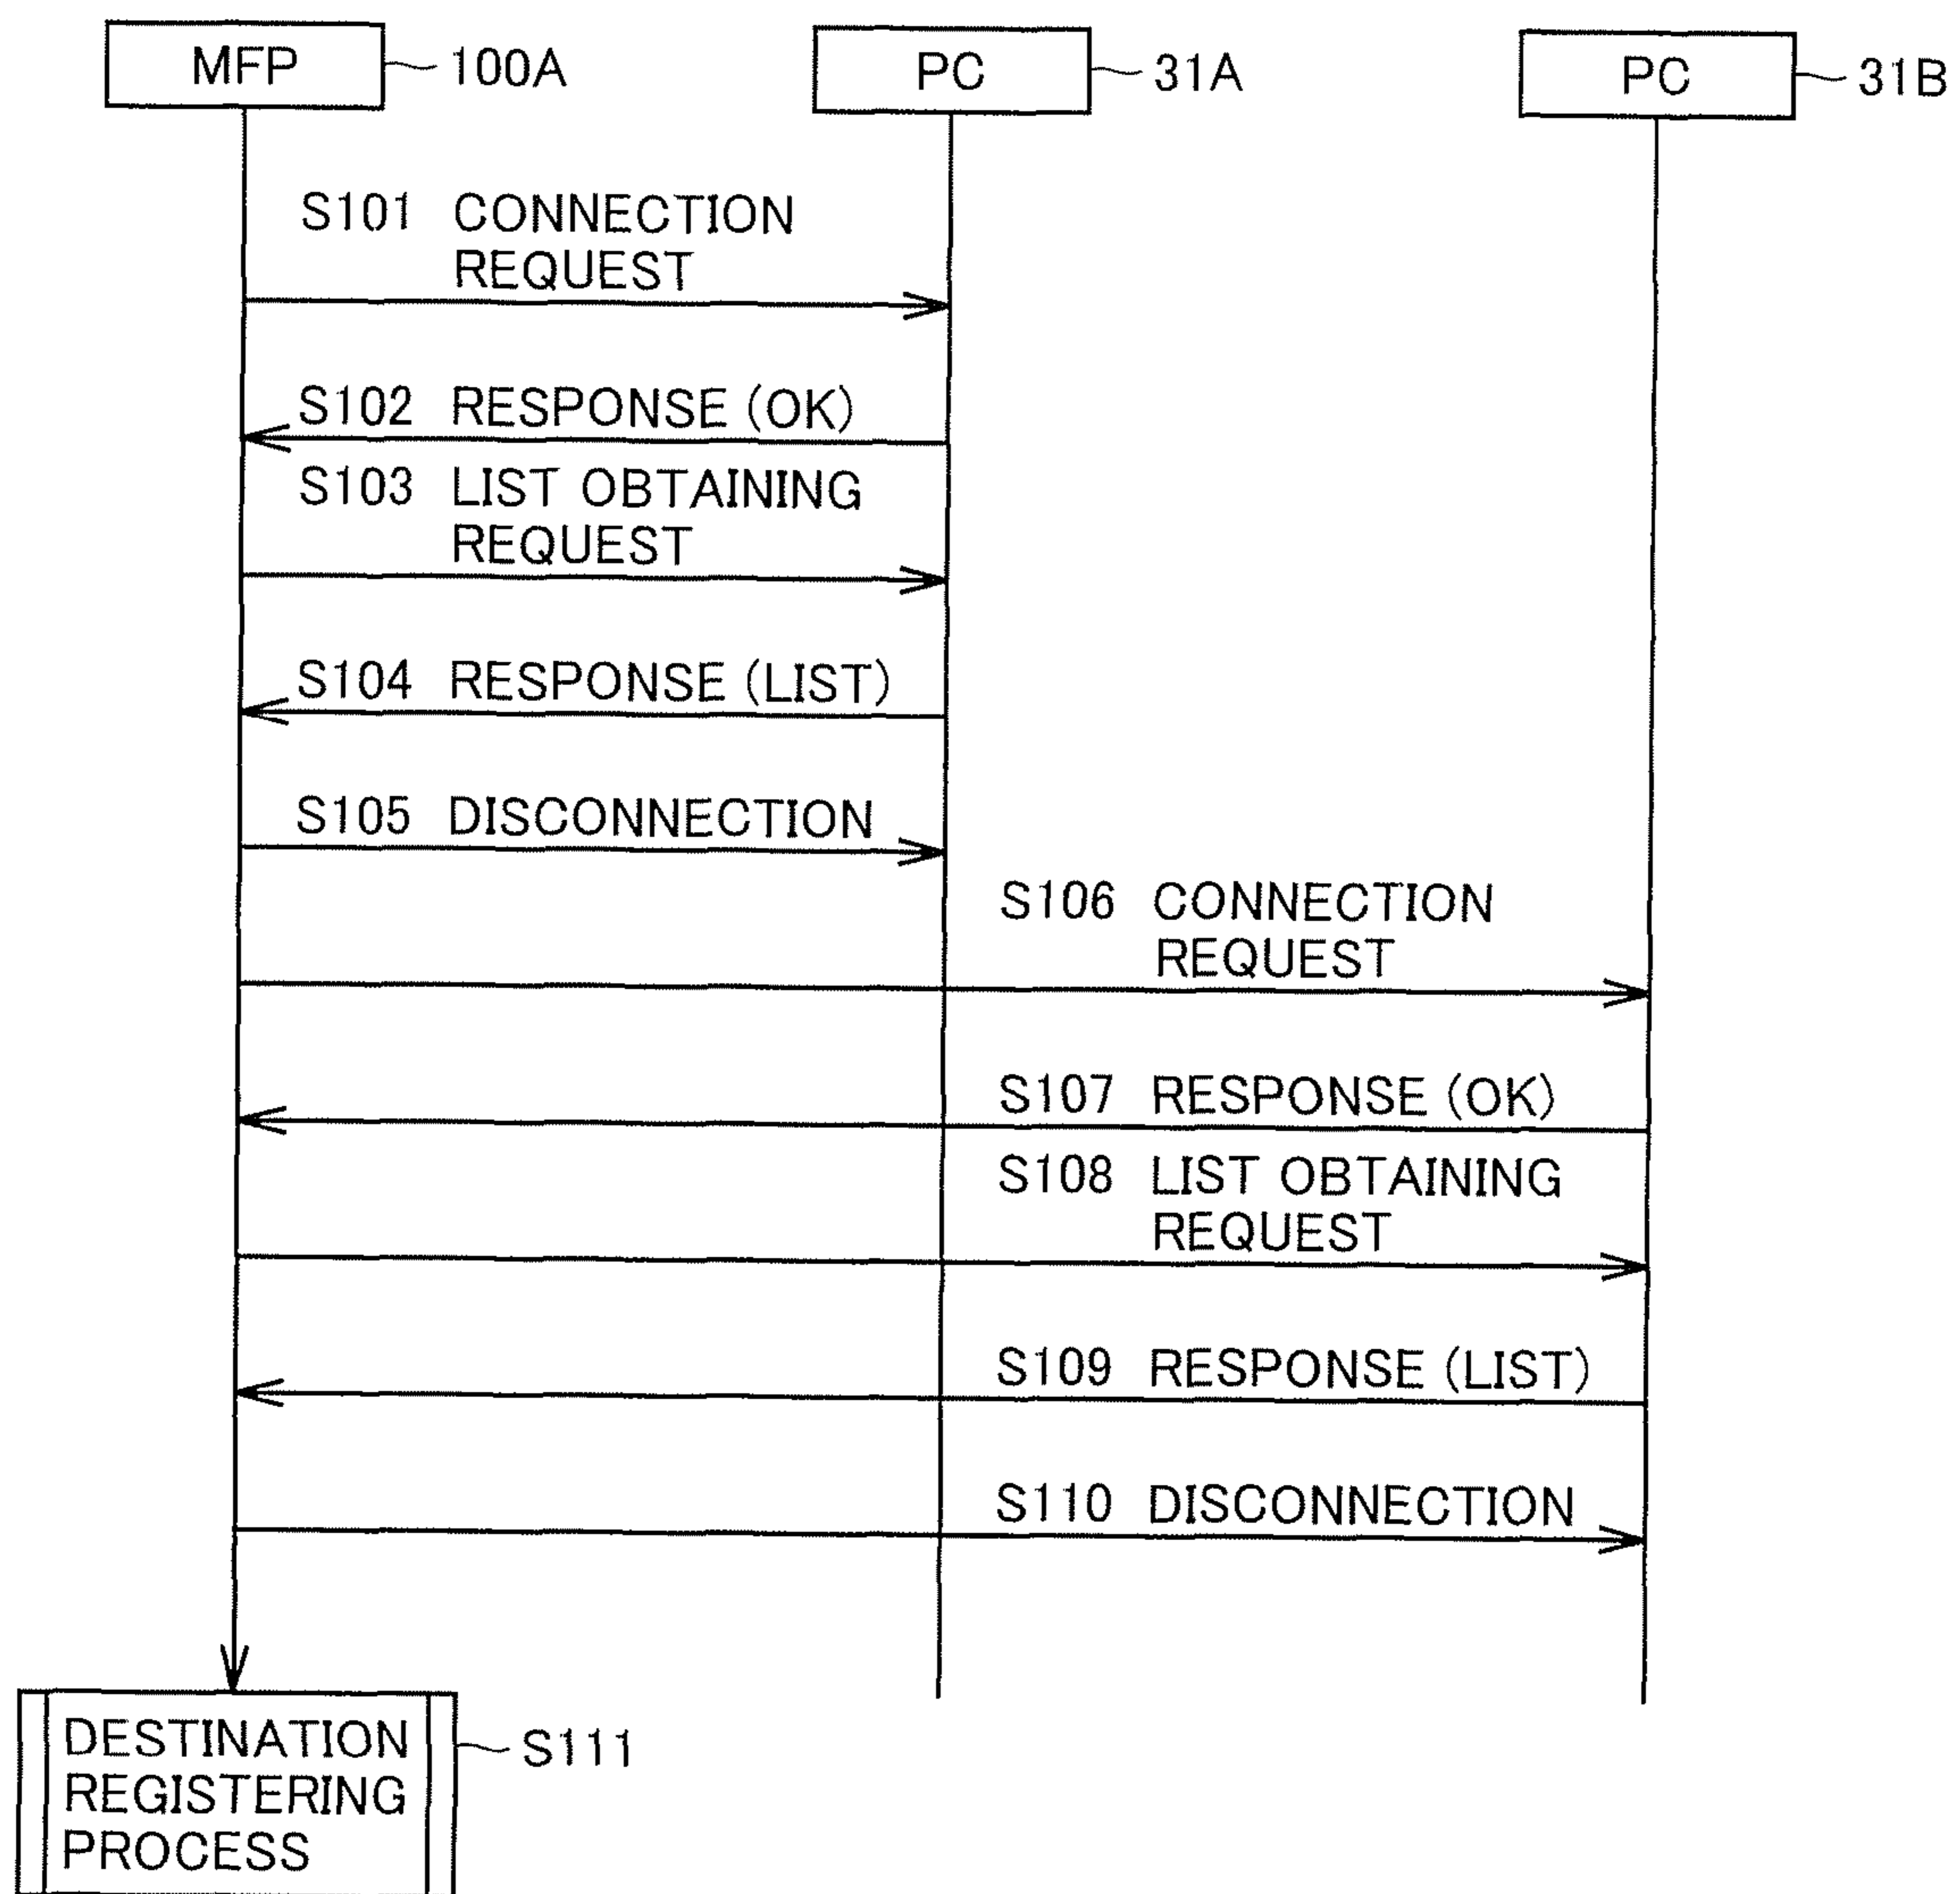 MFP 100A PC 31A PC 31B
S101 CONNECTION
REQUEST
S102 RESPONSE (OK)
S103 LIST OBTAINING
REQUEST
S104 RESPONSE (LIST)
S105 DISCONNECTION
S106 CONNECTION
REQUEST
S107 RESPONSE (OK)
S108 LIST OBTAINING
REQUEST
S109 RESPONSE (LIST)
S110 DISCONNECTION
DESTINATION S111
REGISTERING
PROCESS